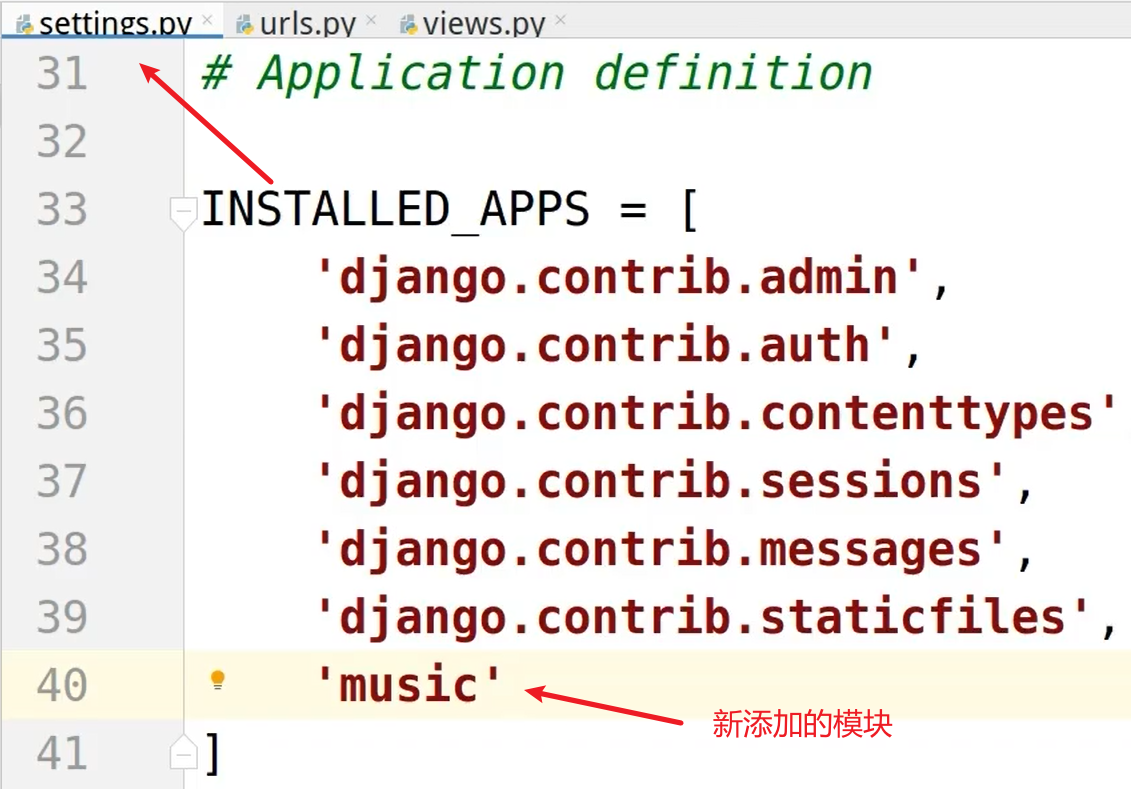 settings.py urls.py views.py
31 # Application definition
32
33 INSTALLED_APPS = [
34 'django.contrib.admin',
35 'django.contrib.auth',
36 'django.contrib.contenttypes'
37 'django.contrib.sessions',
38 'django.contrib.messages',
39 'django.contrib.staticfiles',
40 'music'
新添加的模块
41 ]